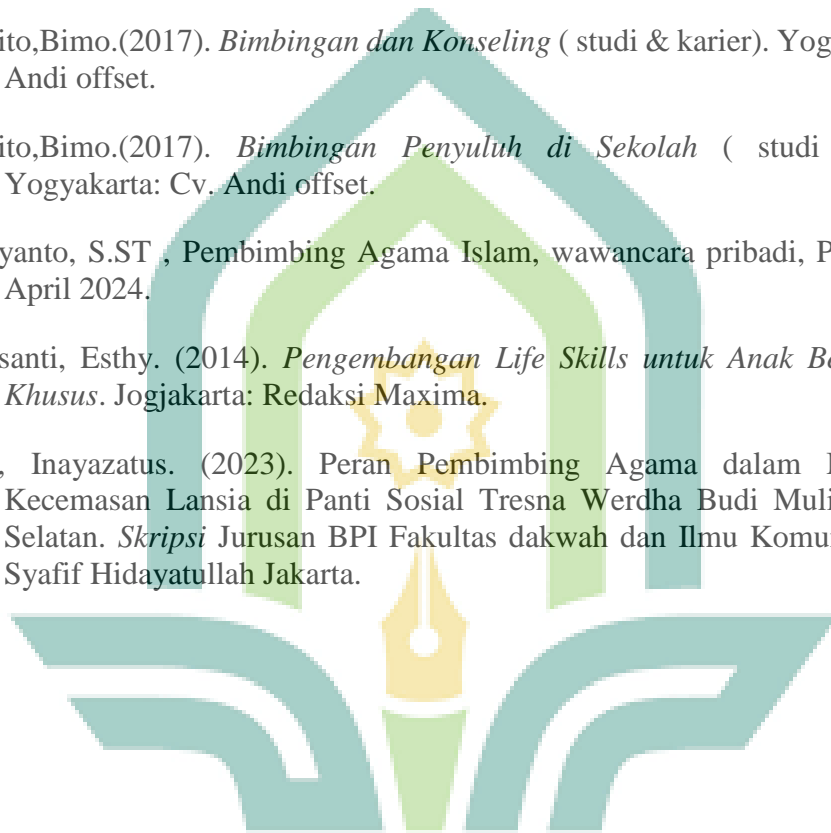 ito,Bimo.(2017). Bimbingan dan Konseling ( studi & karier). Yog
Andi offset.
ito,Bimo.(2017). Bimbingan Penyuluh di Sekolah ( studi
Yogyakarta: Cv. Andi offset.
yanto, S.ST , Pembimbing Agama Islam, wawancara pribadi, P
April 2024.
santi, Esthy. (2014). Pengembangan Life Skills untuk Anak Be
Khusus. Jogjakarta: Redaksi Maxima.
, Inayazatus. (2023). Peran Pembimbing Agama dalam
Kecemasan Lansia di Panti Sosial Tresna Werdha Budi Muli
Selatan. Skripsi Jurusan BPI Fakultas dakwah dan Ilmu Komu
Syafif Hidayatullah Jakarta.